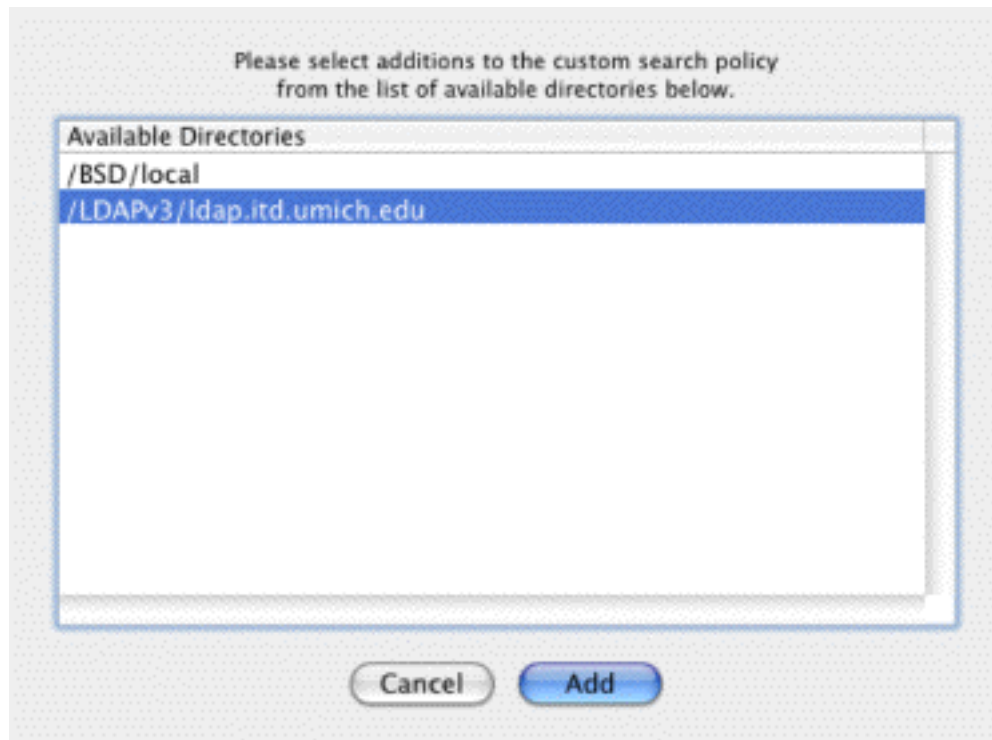 Please select additions to the custom search policy
from the list of available directories below.
Available Directories
/BSD/local
/LDAPv3/ldap.itd.umich.edu
Cancel
Add